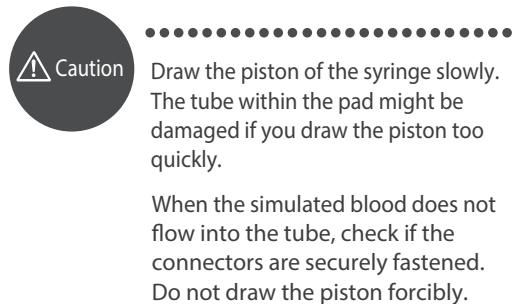 Caution
Draw the piston of the syringe slowly.
The tube within the pad might be
damaged if you draw the piston too
quickly.
When the simulated blood does not
flow into the tube, check if the
connectors are securely fastened.
Do not draw the piston forcibly.